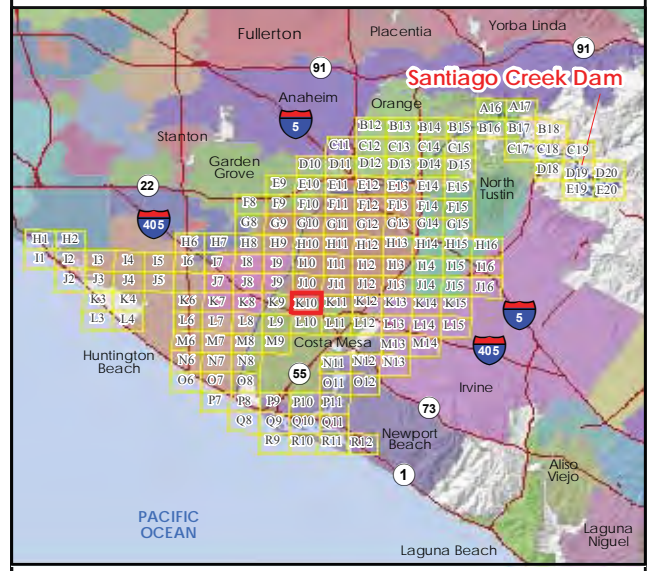 Fullerton
Placentia
Yorba Linda
91
91
Santiago Creek Dam
Anaheim
Orange
A16 A17
5
B12 B13 B14 B15 B16 B17 B18
Stanton
C11 C12 C13 C14 C15 C17 C18 C19
Garden
Grove
D10 D11 D12 D13 D14 D15 D18 D19 D20
22
E9 E10 E11 E12 E13 E14 E15 E19 E20
North
Tustin
F8 F9 F10 F11 F12 F13 F14 F15
405
G8 G9 G10 G11 G12 G13 G14 G15
H1 H2 H6 H7 H8 H9 H10 H11 H12 H13 H14 H15 H16
I1 I2 I3 I4 I5 I6 I7 I8 I9 I10 I11 I12 I13 I14 I15 I16
J2 J3 J4 J5 J7 J8 J9 J10 J11 J12 J13 J14 J15 J16
K3 K4 K6 K7 K8 K9 K10 K11 K12 K13 K14 K15
5
L3 L4 L6 L7 L8 L9 L10 L11 L12 L13 L14 L15
M6 M7 M8 M9 Costa Mesa M13 M14
405
Huntington
Beach
N6 N7 N8 N11 N12 N13
55
O6 O7 O8 O11 O12
Irvine
P7 P8 P9 P10 P11
73
Q8 Q9 Q10 Q11
Newport
Beach
R9 R10 R11 R12
1
Aliso
Viejo
PACIFIC
OCEAN
Laguna
Niguel
Laguna Beach